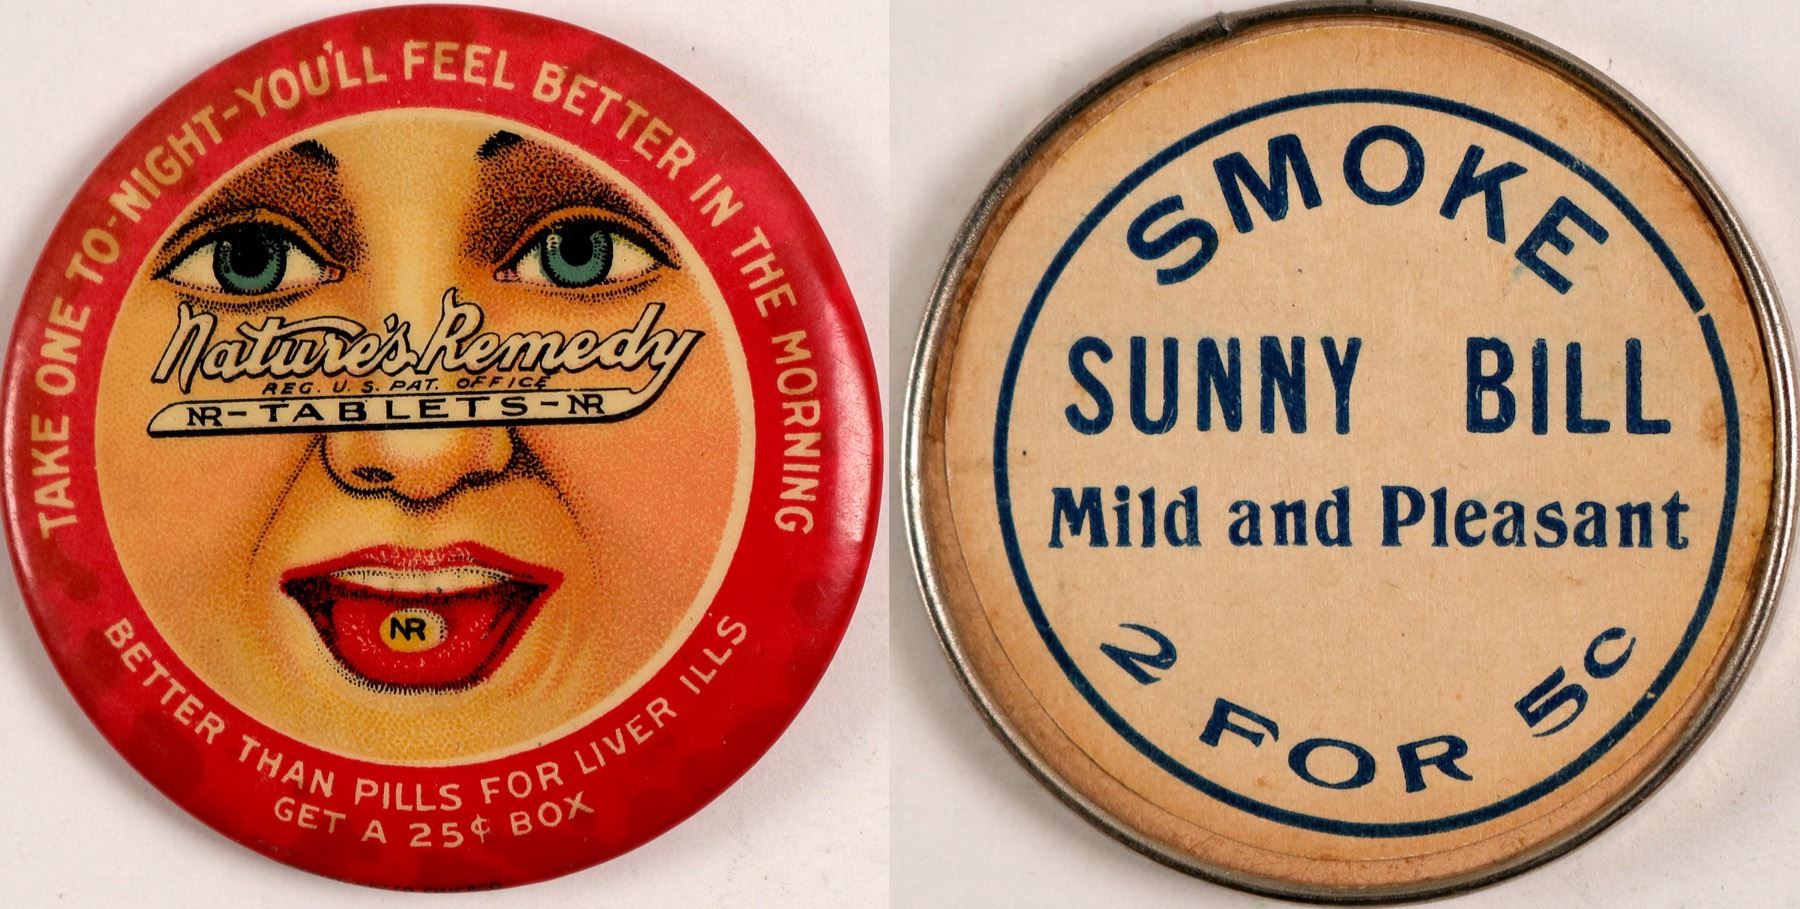 TAKE ONE TO-NIGHT-YOU'LL FEEL BETTER IN THE MORNING
Nature's Remedy
REG. U. S. PAT. OFFICE
NR-TABLETS-NR
NR
BETTER THAN PILLS FOR LIVER ILLS
GET A 25¢ BOX
SMOKE
SUNNY BILL
Mild and Pleasant
2 FOR 5c